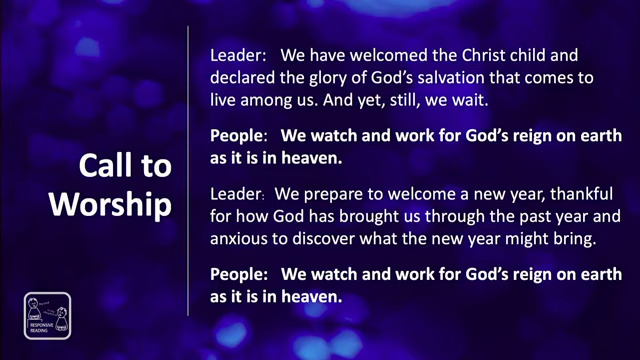 Call to
Worship
Leader: We have welcomed the Christ child and
declared the glory of God's salvation that comes to
live among us. And yet, still, we wait.
People: We watch and work for God's reign on earth
as it is in heaven.
Leader: We prepare to welcome a new year, thankful
for how God has brought us through the past year and
anxious to discover what the new year might bring.
People: We watch and work for God's reign on earth
as it is in heaven.
RESPONSIVE
READING